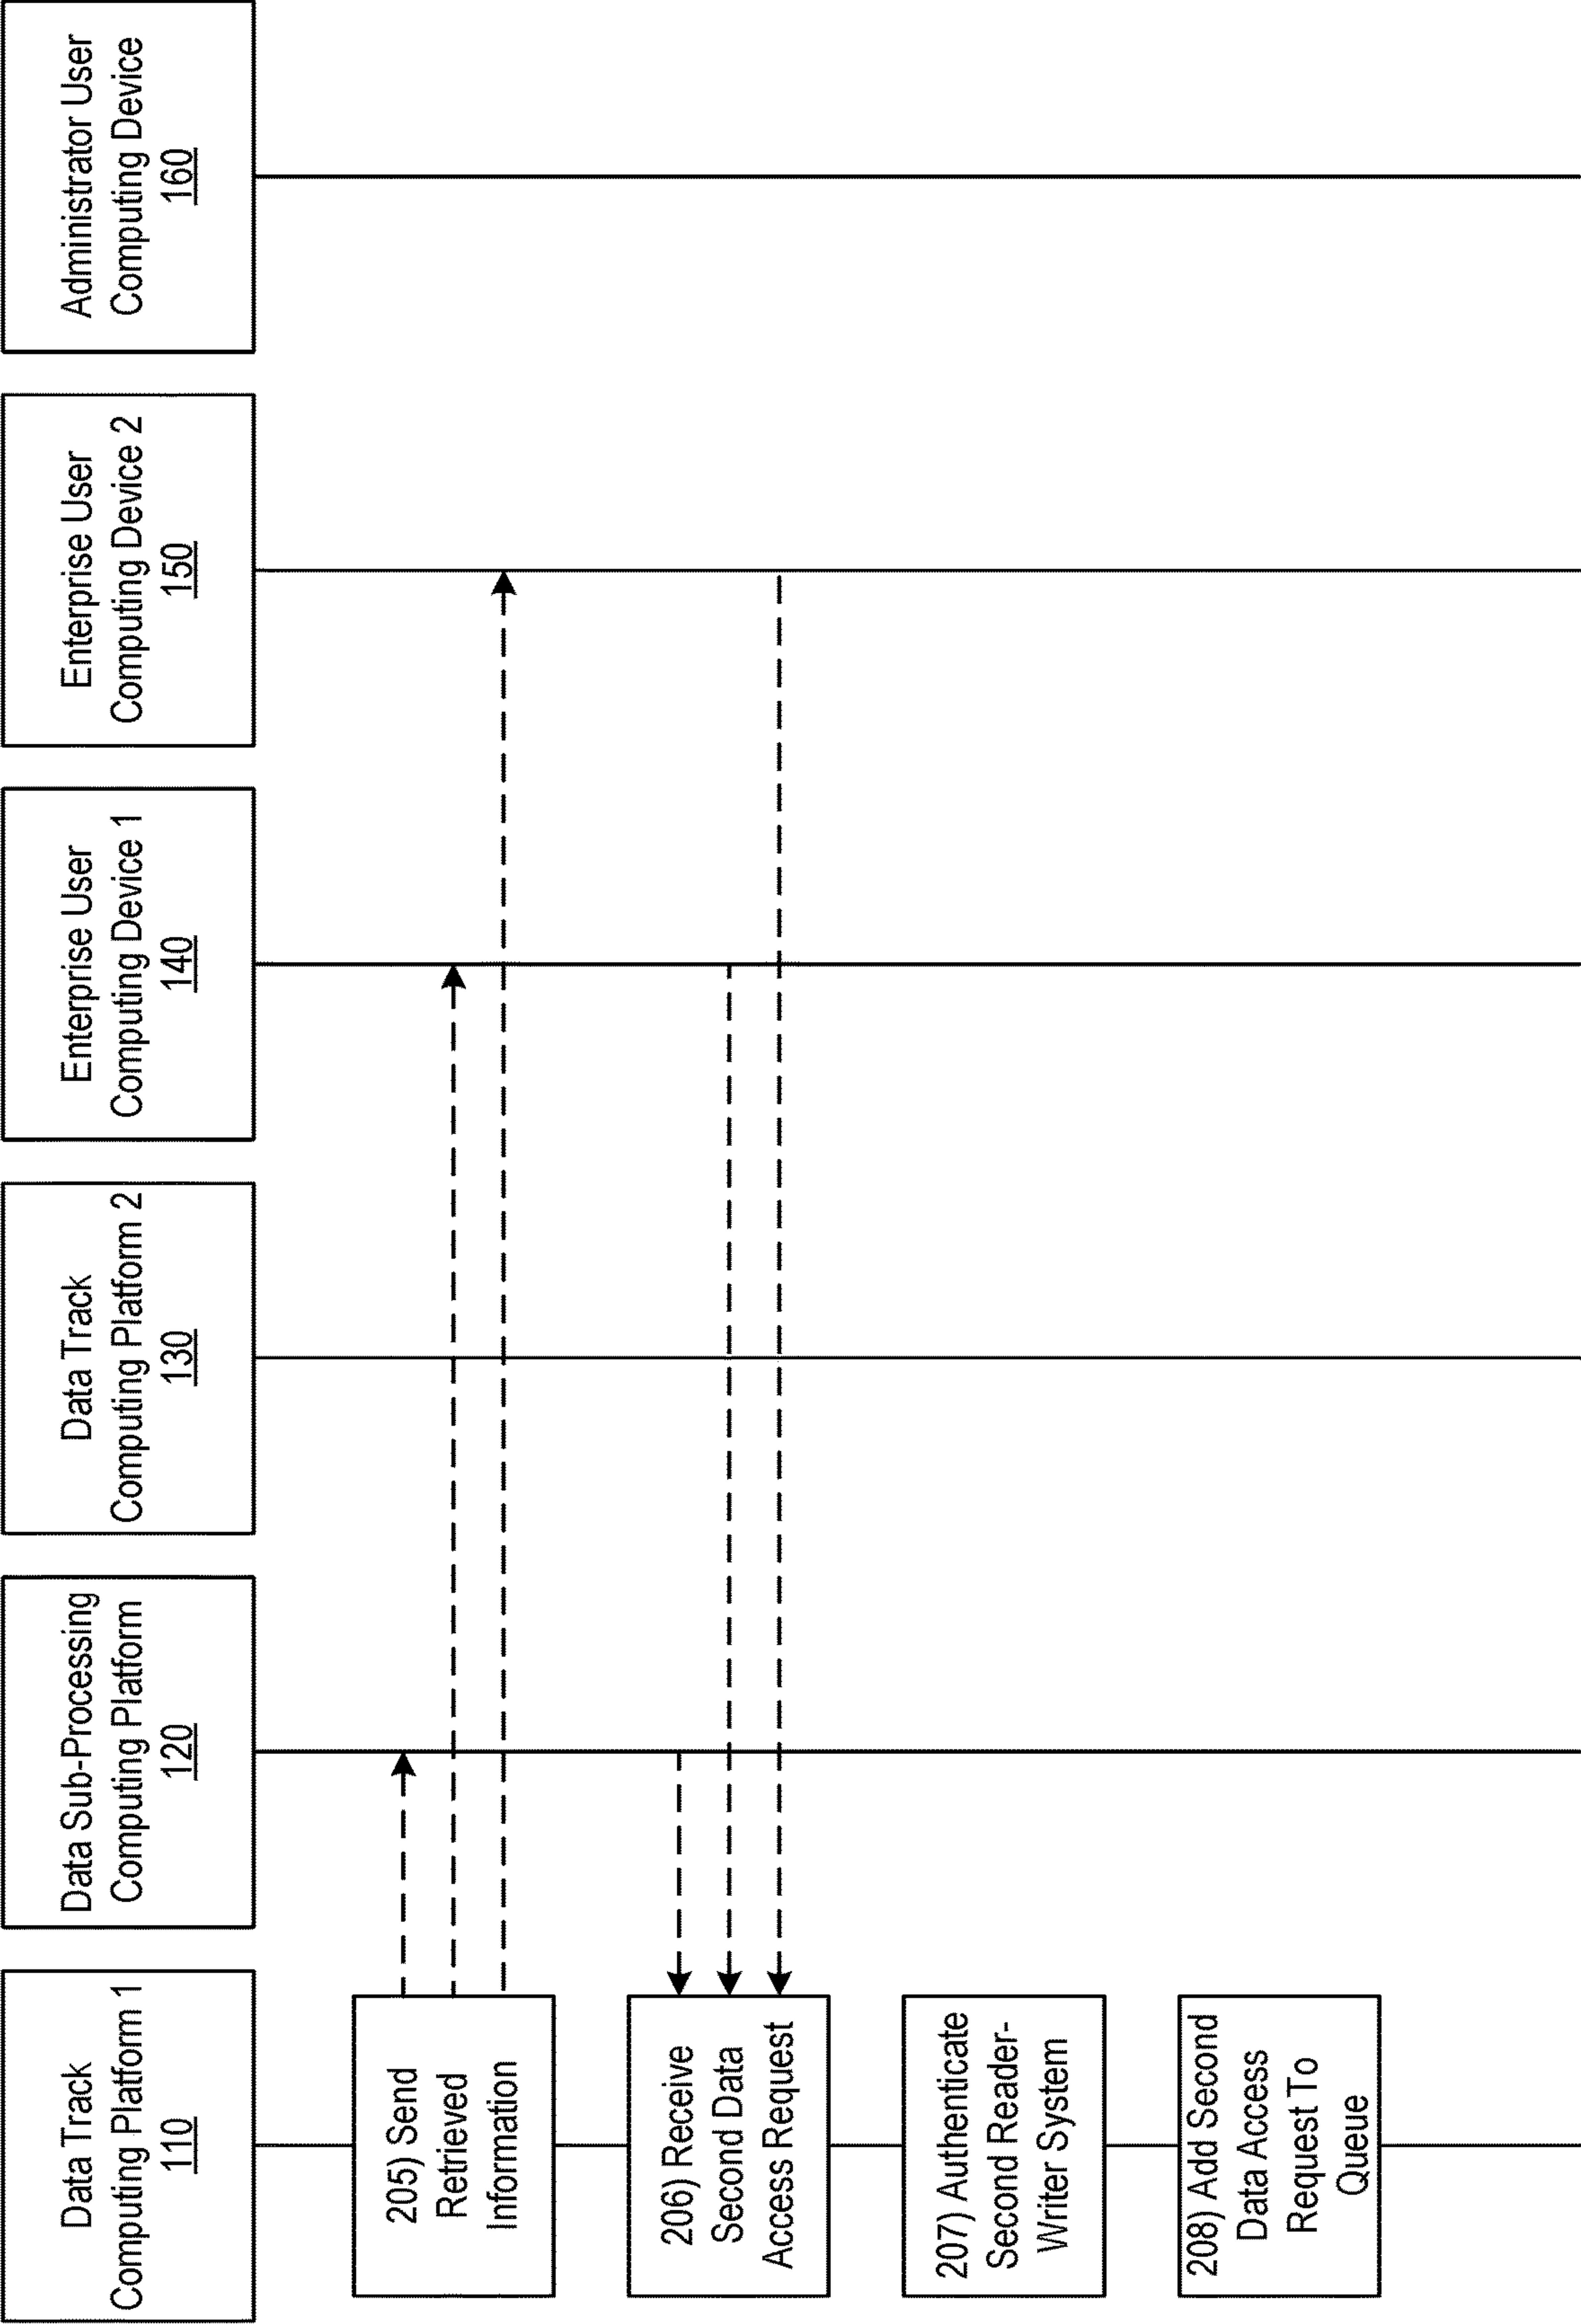 Data Track
Computing Platform 1
110
Data Sub-Processing
Computing Platform
120
Data Track
Computing Platform 2
130
Enterprise User
Computing Device 1
140
Enterprise User
Computing Device 2
150
Administrator User
Computing Device
160
205) Send
Retrieved
Information
206) Receive
Second Data
Access Request
207) Authenticate
Second Reader-
Writer System
208) Add Second
Data Access
Request To
Queue